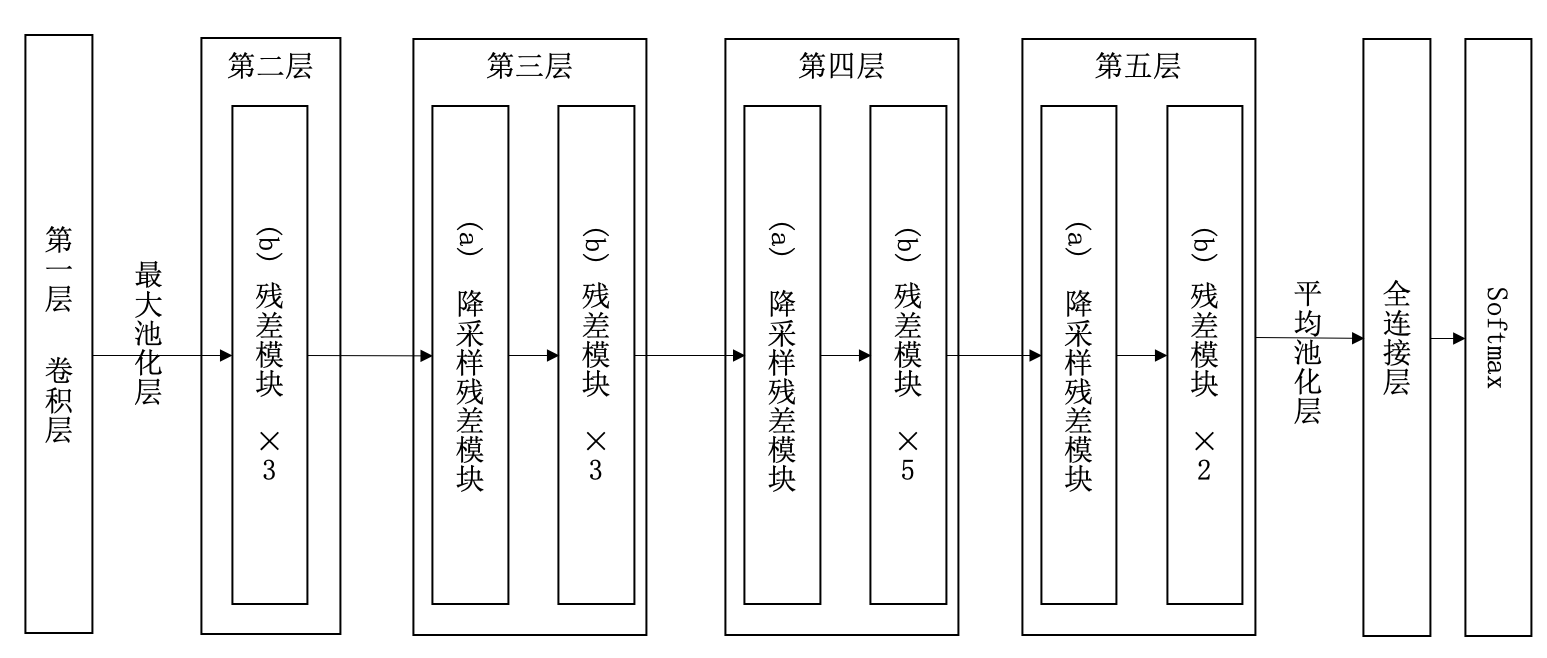 第一层 卷积层
最大池化层
第二层
(b) 残差模块 ×3
第三层
(a) 降采样残差模块
(b) 残差模块 ×3
第四层
(a) 降采样残差模块
(b) 残差模块 ×5
第五层
(a) 降采样残差模块
(b) 残差模块 ×2
平均池化层
全连接层
Softmax